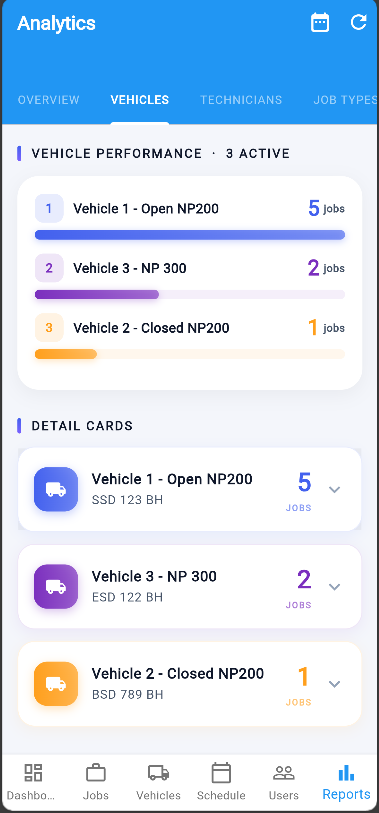 Analytics
OVERVIEW VEHICLES TECHNICIANS JOB TYPES
VEHICLE PERFORMANCE · 3 ACTIVE
1 Vehicle 1 - Open NP200 5 jobs
2 Vehicle 3 - NP 300 2 jobs
3 Vehicle 2 - Closed NP200 1 jobs
DETAIL CARDS
Vehicle 1 - Open NP200 5
SSD 123 BH JOBS
Vehicle 3 - NP 300 2
ESD 122 BH JOBS
Vehicle 2 - Closed NP200 1
BSD 789 BH JOBS
Dashbo... Jobs Vehicles Schedule Users Reports